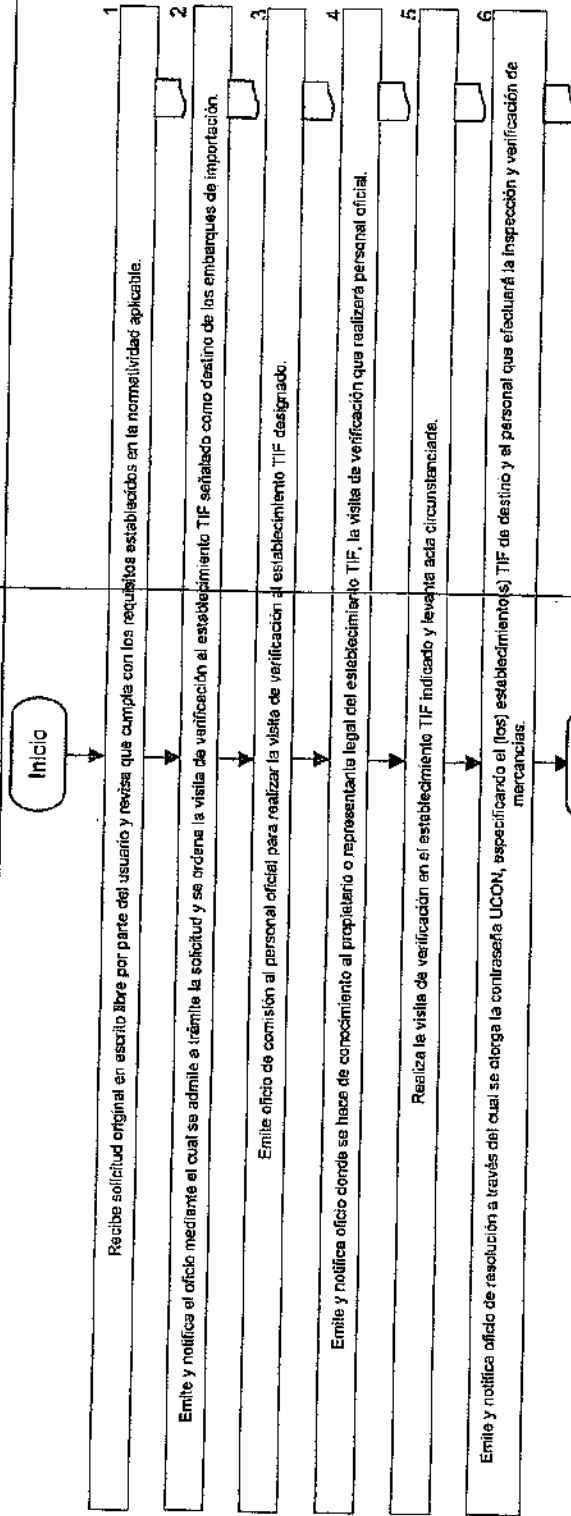 Inicio
1
Recibe solicitud original en escrito libre por parte del usuario y revisa que cumpla con los requisitos establecidos en la normatividad aplicable.
2
Emite y notifica el oficio mediante el cual se admite a trámite la solicitud y se ordena la visita de verificación al establecimiento TIF señalado como destino de los embarques de importación.
3
Emite oficio de comisión al personal oficial para realizar la visita de verificación al establecimiento TIF designado.
4
Emite y notifica oficio donde se hace de conocimiento al propietario o representante legal del establecimiento TIF, la visita de verificación que realizará personal oficial.
5
Realiza la visita de verificación en el establecimiento TIF indicado y levanta acta circunstanciada.
6
Emite y notifica oficio de resolución a través del cual se otorga la contraseña UCON, especificando el (los) establecimiento(s) TIF de destino y el personal que efectuará la inspección y verificación de
mercancías.